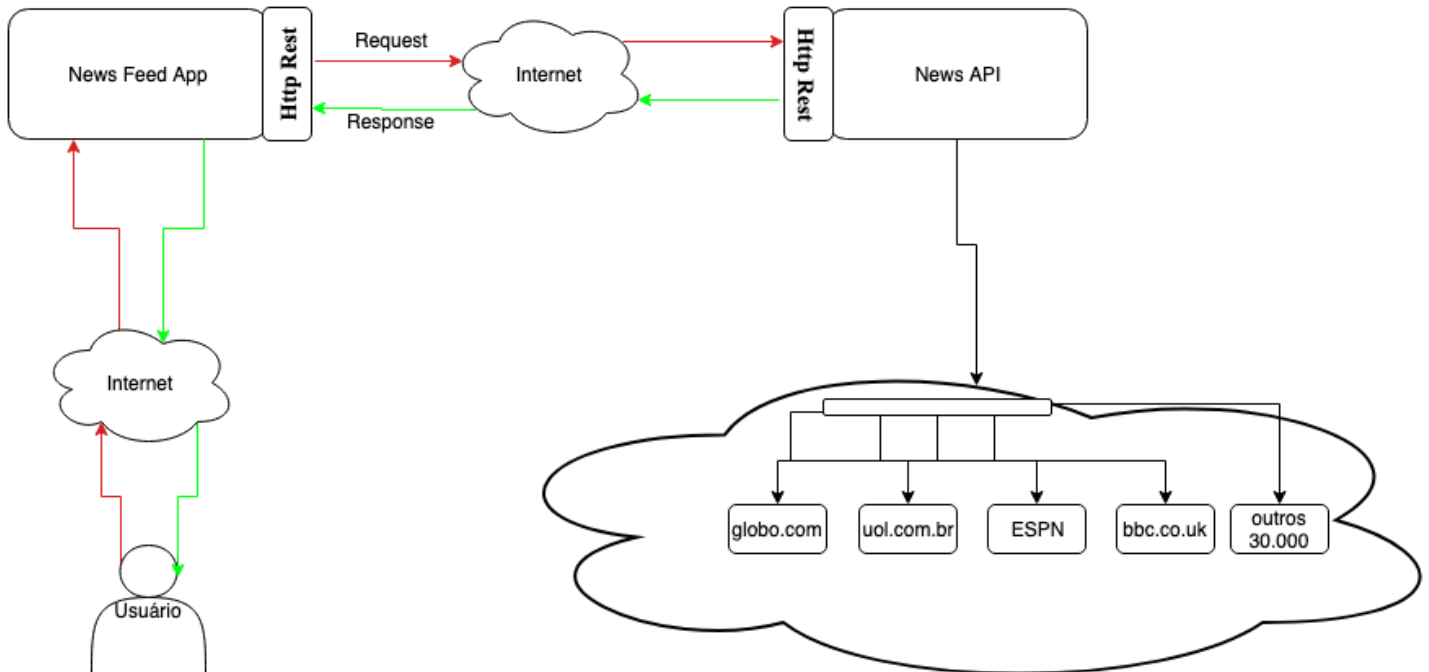 News Feed App
Http Rest
Request
Response
Internet
Http Rest
News API
Internet
globo.com
uol.com.br
ESPN
bbc.co.uk
outros
30.000
Usuário